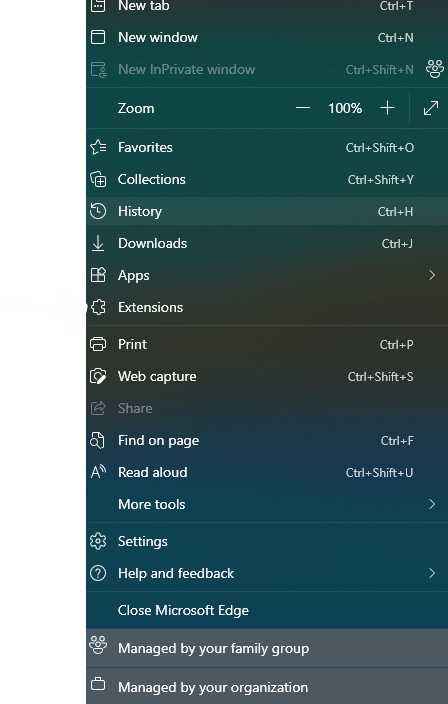 New tab Ctrl+T
New window Ctrl+N
New InPrivate window Ctrl+Shift+N
Zoom — 100% +
Favorites Ctrl+Shift+O
Collections Ctrl+Shift+Y
History Ctrl+H
Downloads Ctrl+J
Apps
Extensions
Print Ctrl+P
Web capture Ctrl+Shift+S
Share
Find on page Ctrl+F
Read aloud Ctrl+Shift+U
More tools
Settings
Help and feedback
Close Microsoft Edge
Managed by your family group
Managed by your organization